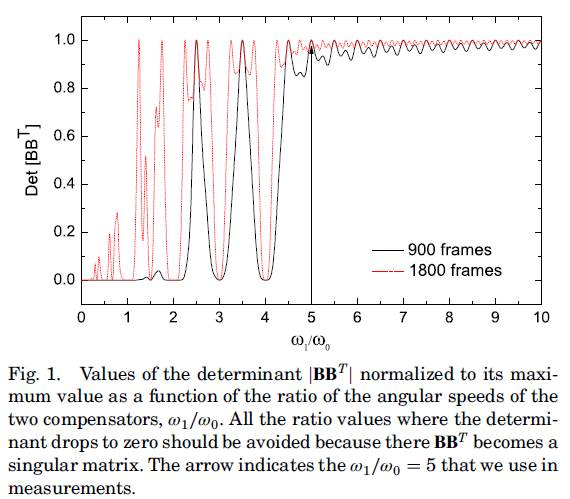 1.0
0.8
0.6
0.4
0.2
0.0
Det [BBᵀ]
900 frames
1800 frames
0 1 2 3 4 5 6 7 8 9 10
ω₁/ω₀
Fig. 1. Values of the determinant |BBᵀ| normalized to its maxi-
mum value as a function of the ratio of the angular speeds of the
two compensators, ω₁/ω₀. All the ratio values where the determi-
nant drops to zero should be avoided because there BBᵀ becomes a
singular matrix. The arrow indicates the ω₁/ω₀ = 5 that we use in
measurements.